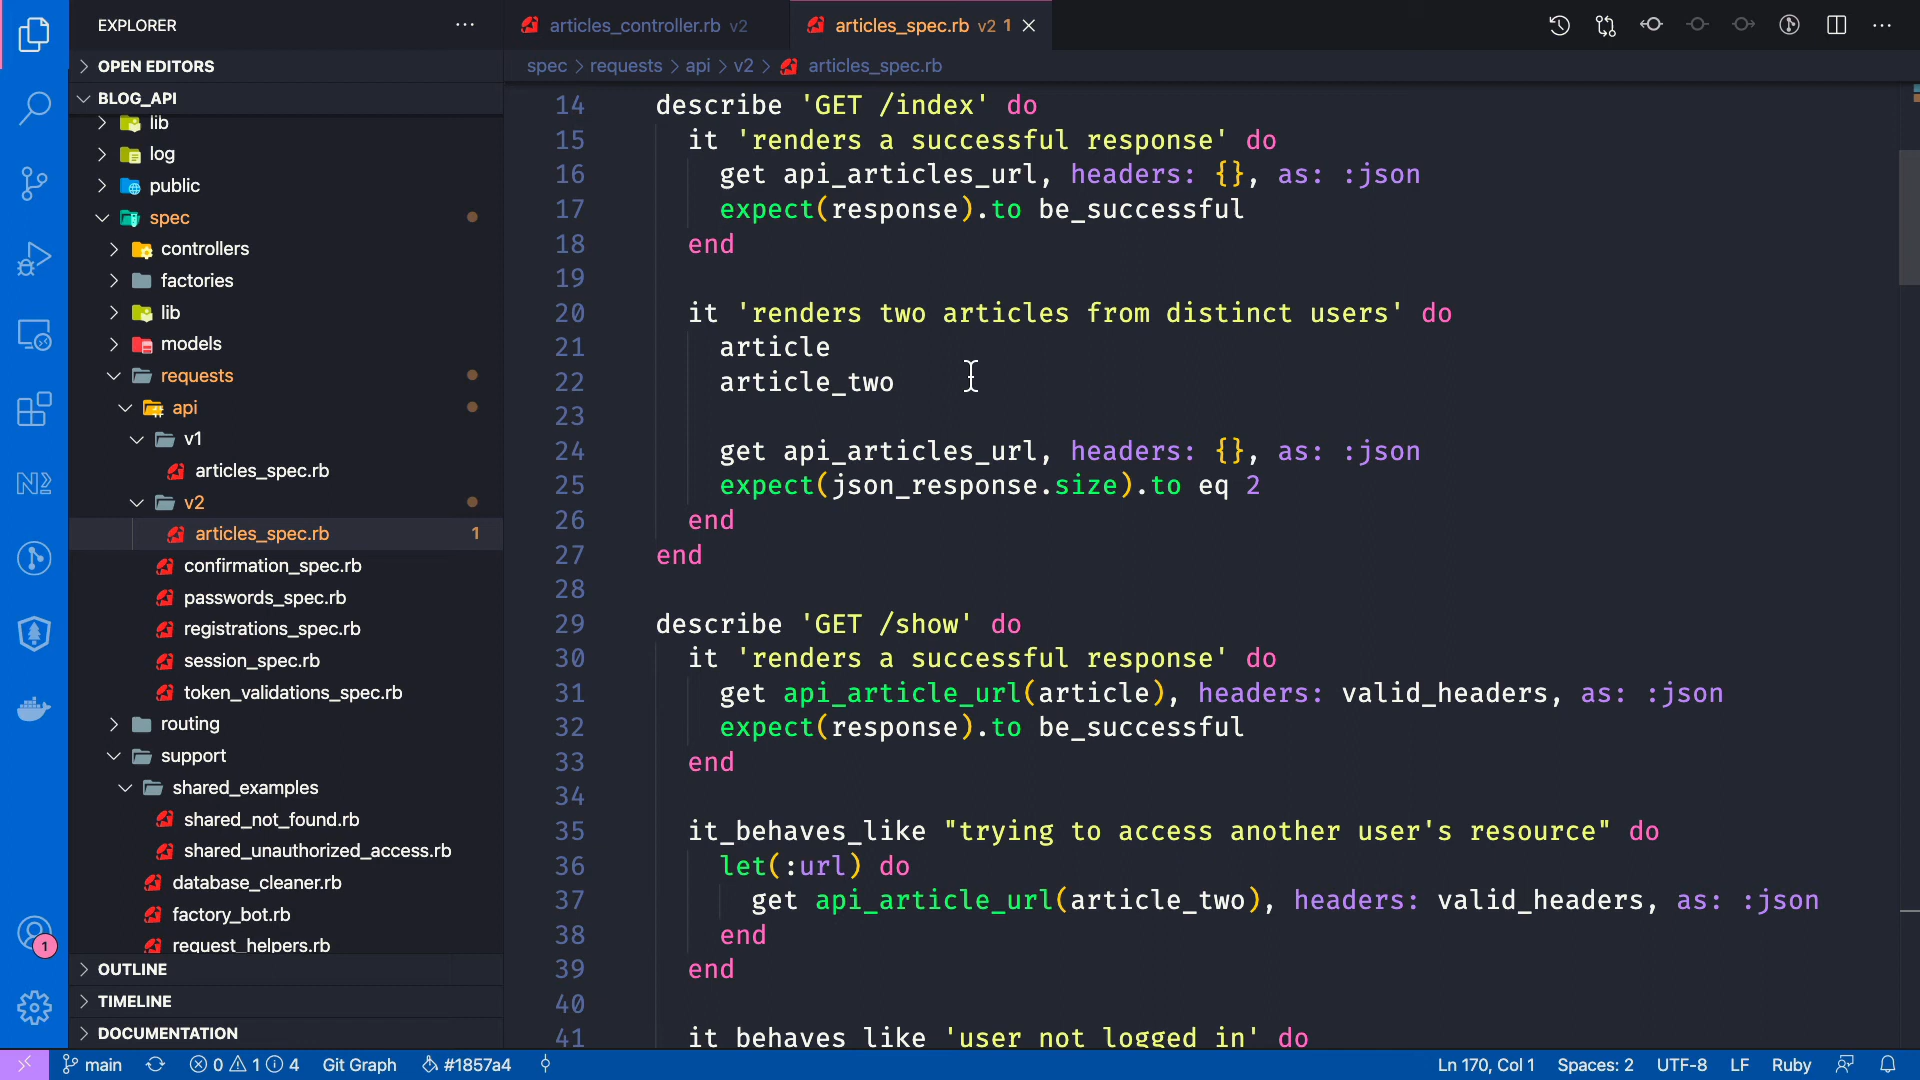 EXPLORER
OPEN EDITORS
BLOG_API
lib
log
public
spec
controllers
factories
lib
models
requests
api
v1
articles_spec.rb
v2
articles_spec.rb 1
confirmation_spec.rb
passwords_spec.rb
registrations_spec.rb
session_spec.rb
token_validations_spec.rb
routing
support
shared_examples
shared_not_found.rb
shared_unauthorized_access.rb
database_cleaner.rb
factory_bot.rb
request_helpers.rb
OUTLINE
TIMELINE
DOCUMENTATION
1
articles_controller.rb v2
articles_spec.rb v2 1
spec > requests > api > v2 > articles_spec.rb
14 describe 'GET /index' do
15 it 'renders a successful response' do
16 get api_articles_url, headers: {}, as: :json
17 expect(response).to be_successful
18 end
19
20 it 'renders two articles from distinct users' do
21 article
22 article_two
23
24 get api_articles_url, headers: {}, as: :json
25 expect(json_response.size).to eq 2
26 end
27 end
28
29 describe 'GET /show' do
30 it 'renders a successful response' do
31 get api_article_url(article), headers: valid_headers, as: :json
32 expect(response).to be_successful
33 end
34
35 it_behaves_like "trying to access another user's resource" do
36 let(:url) do
37 get api_article_url(article_two), headers: valid_headers, as: :json
38 end
39 end
40
41 it_behaves_like 'user not logged in' do
main 0 1 4 Git Graph #1857a4 Ln 170, Col 1 Spaces: 2 UTF-8 LF Ruby